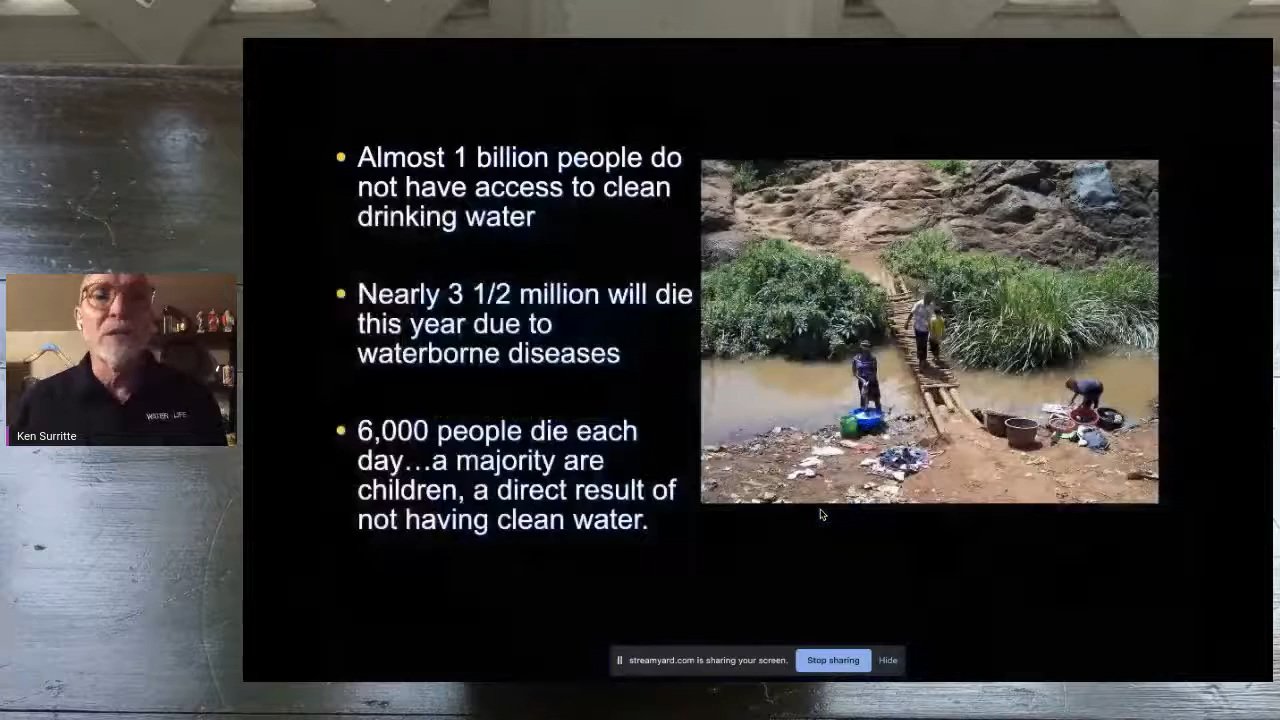 Almost 1 billion people do
not have access to clean
drinking water
Nearly 3 1/2 million will die
this year due to
waterborne diseases
6,000 people die each
day…a majority are
children, a direct result of
not having clean water.
WATER LIFE
Ken Surritte
streamyard.com is sharing your screen.
Stop sharing
Hide